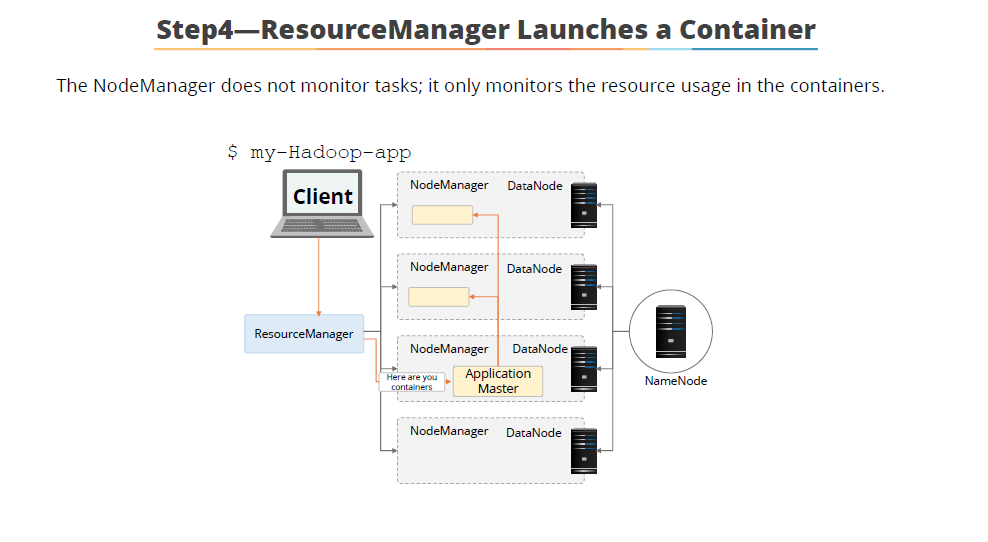 Step4—ResourceManager Launches a Container
The NodeManager does not monitor tasks; it only monitors the resource usage in the containers.
$ my-Hadoop-app
Client
NodeManager DataNode
NodeManager DataNode
ResourceManager
NodeManager DataNode
Here are you
containers
Application
Master
NameNode
NodeManager DataNode